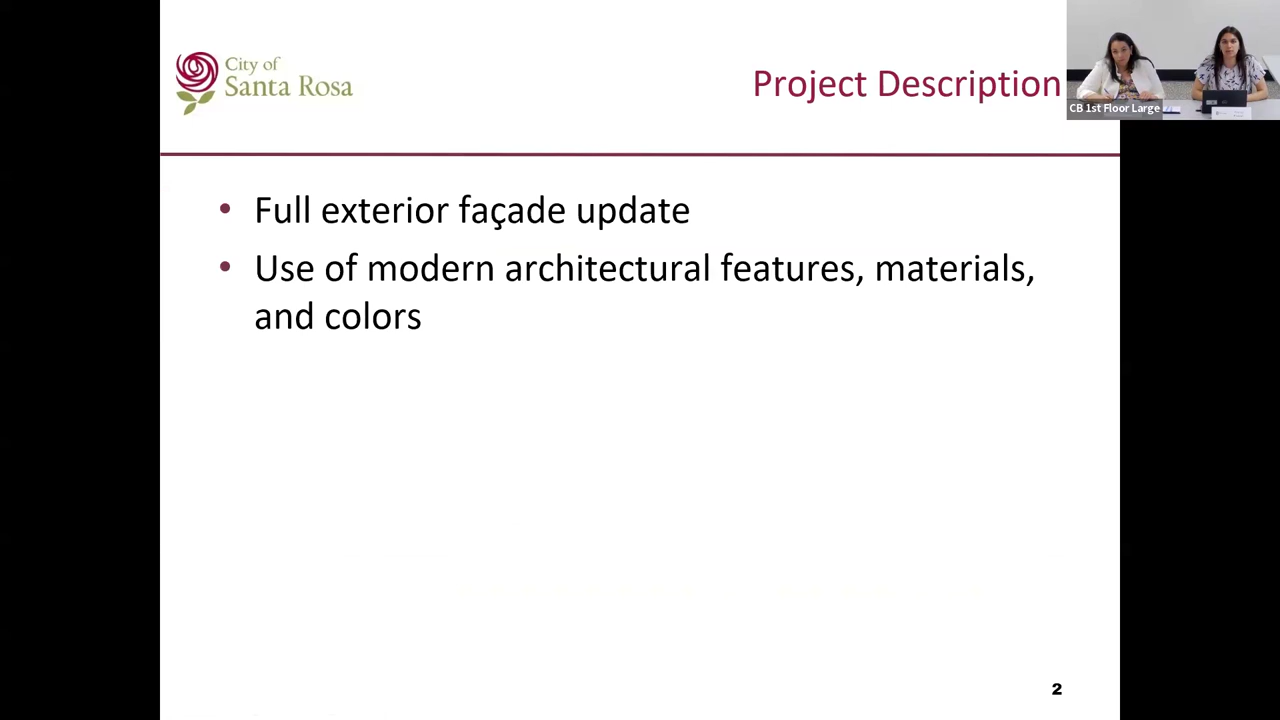 City of
Santa Rosa
Project Description
CB 1st Floor Large
• Full exterior façade update
• Use of modern architectural features, materials,
and colors
2